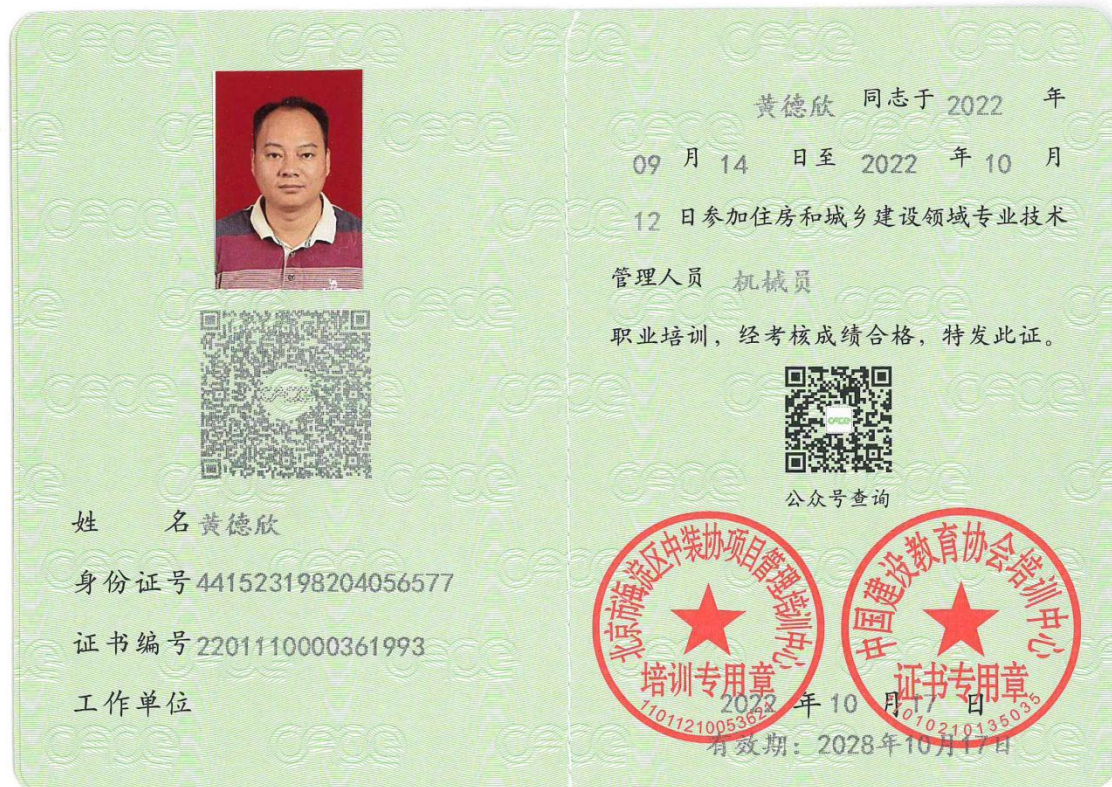 姓 名 黄德欣
身份证号 441523198204056577
证书编号 2201110000361993
工作单位
黄德欣 同志于 2022 年
09 月 14 日至 2022 年 10 月
12 日参加住房和城乡建设领域专业技术
管理人员 机械员
职业培训，经考核成绩合格，特发此证。
CECE
公众号查询
北京市海淀区中装协项目管理培训中心
培训专用章
11011210053621
中国建设教育协会培训中心
证书专用章
11010210135035
2022 年 10 月 17 日
有效期：2028年10月17日